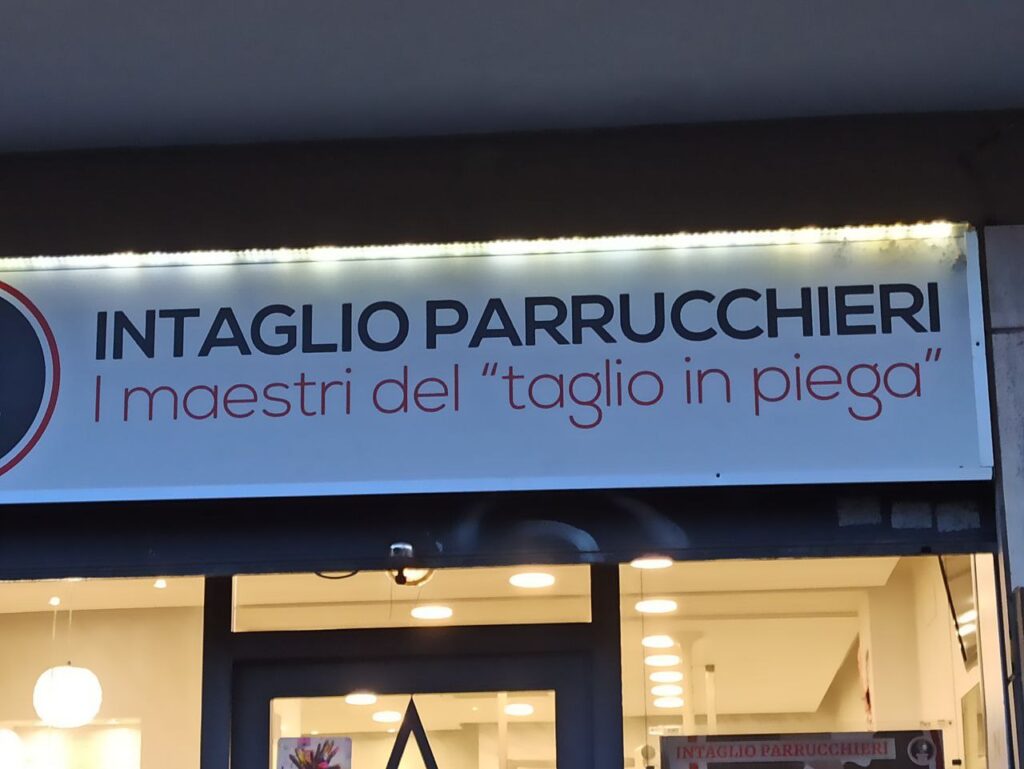 INTAGLIO PARRUCCHIERI
I maestri del “taglio in piega”
INTAGLIO PARRUCCHIERI